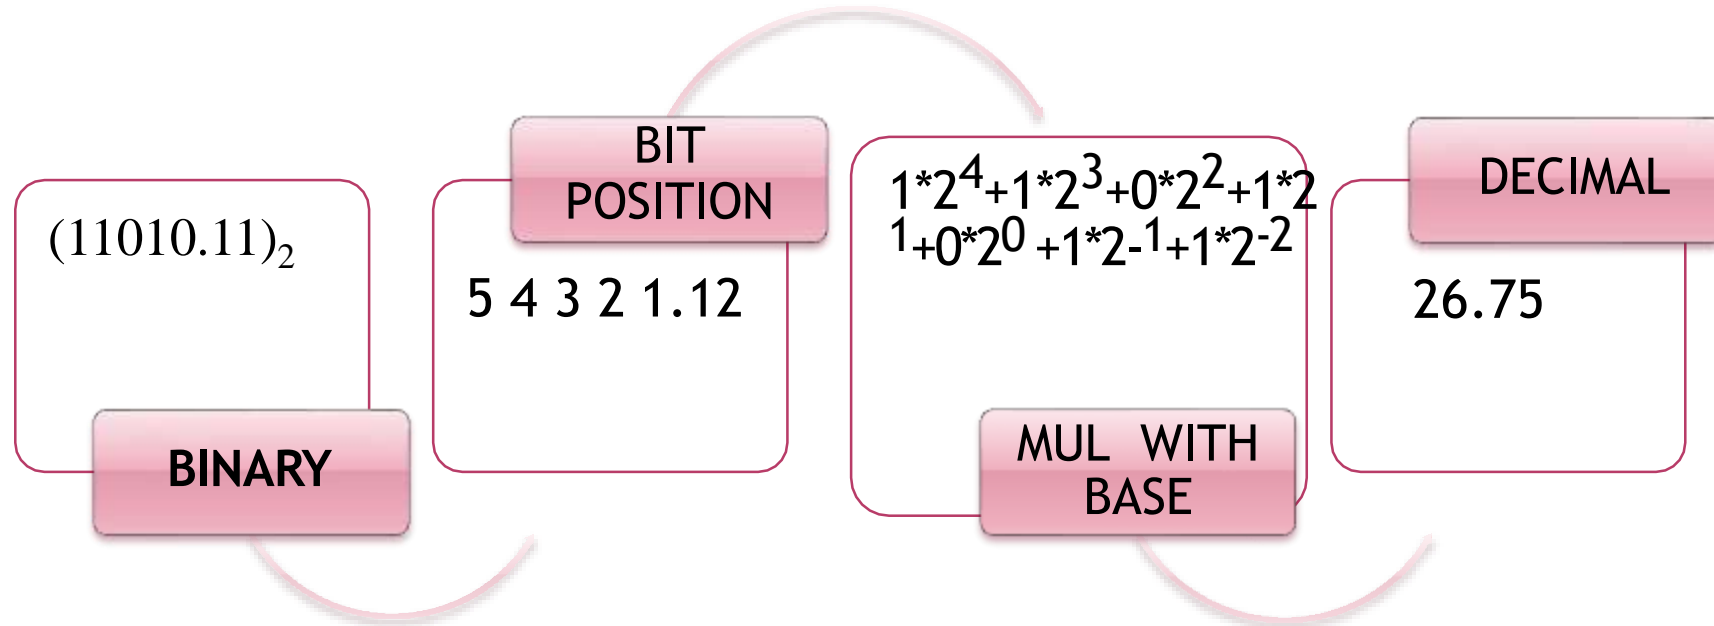 (11010.11)₂
BINARY
BIT
POSITION
5 4 3 2 1.12
1*2⁴+1*2³+0*2²+1*2
¹+0*2⁰ +1*2-¹+1*2⁻²
MUL WITH
BASE
DECIMAL
26.75